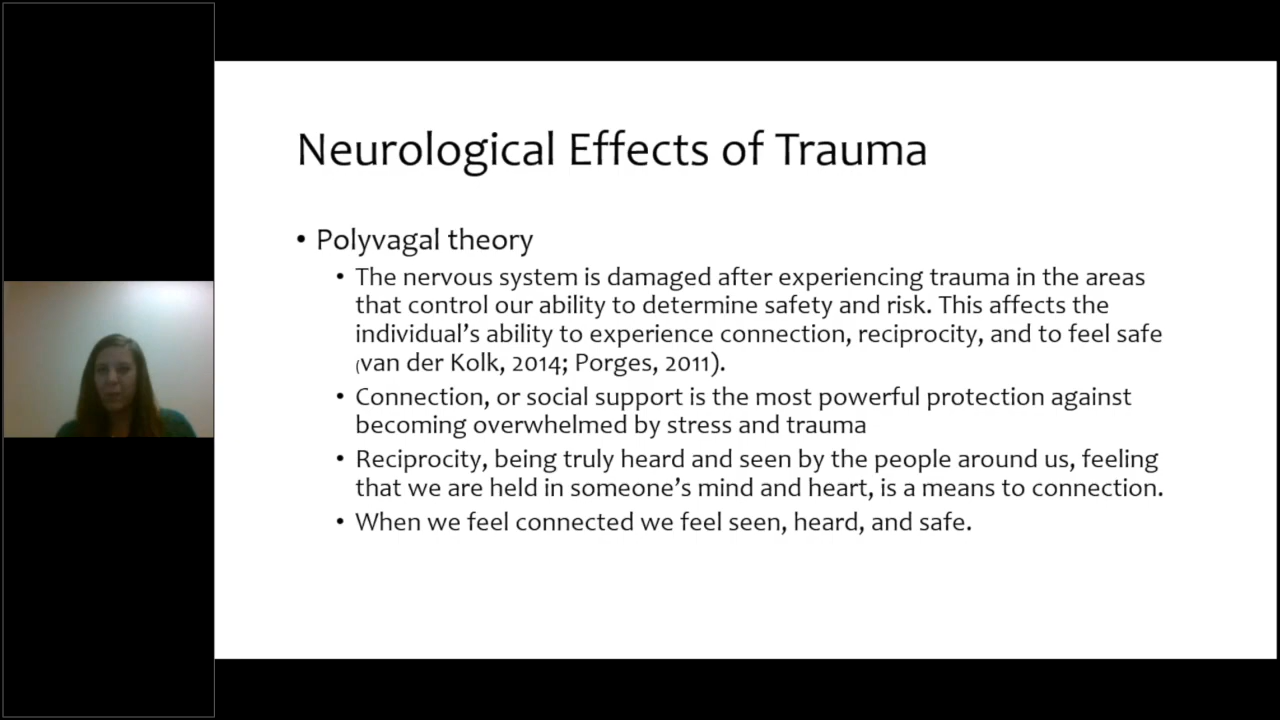 Neurological Effects of Trauma
• Polyvagal theory
• The nervous system is damaged after experiencing trauma in the areas
that control our ability to determine safety and risk. This affects the
individual's ability to experience connection, reciprocity, and to feel safe
(van der Kolk, 2014; Porges, 2011).
• Connection, or social support is the most powerful protection against
becoming overwhelmed by stress and trauma
• Reciprocity, being truly heard and seen by the people around us, feeling
that we are held in someone's mind and heart, is a means to connection.
• When we feel connected we feel seen, heard, and safe.